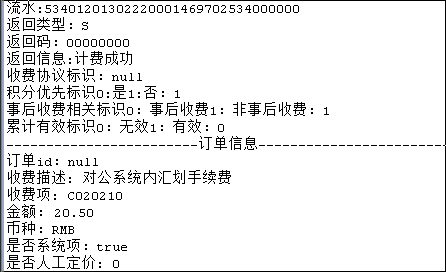 流水:53401201302220001469702534000000
返回类型: S
返回码: 00000000
返回信息:计费成功
收费协议标识: null
积分优先标识0:是1:否: 1
事后收费相关标识0: 事后收费1: 非事后收费: 1
累计有效标识0: 无效1: 有效: 0
------------------------订单信息------------------------
订单id: null
收费描述: 对公系统内汇划手续费
收费项: CO20210
金额: 20.50
币种: RMB
是否系统项: true
是否人工定价: 0